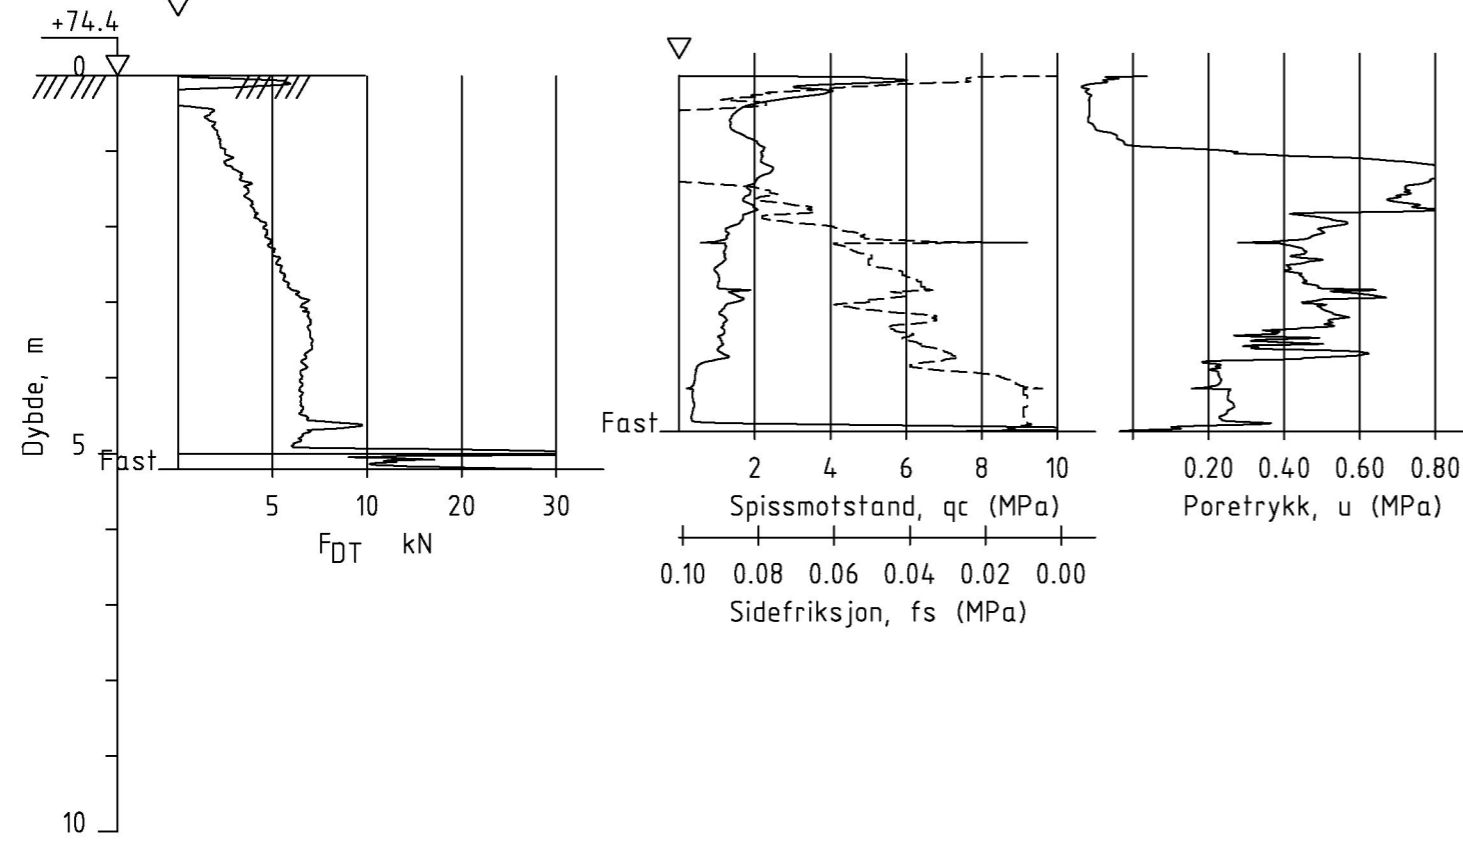 +74.4
0
Dybde, m
Fast
5
Fast
2 4 6 8 10
0.20 0.40 0.60 0.80
5 10 20 30
Spissmotstand, qc (MPa)
Poretrykk, u (MPa)
FDT kN
0.10 0.08 0.06 0.04 0.02 0.00
Sidefriksjon, fs (MPa)
10